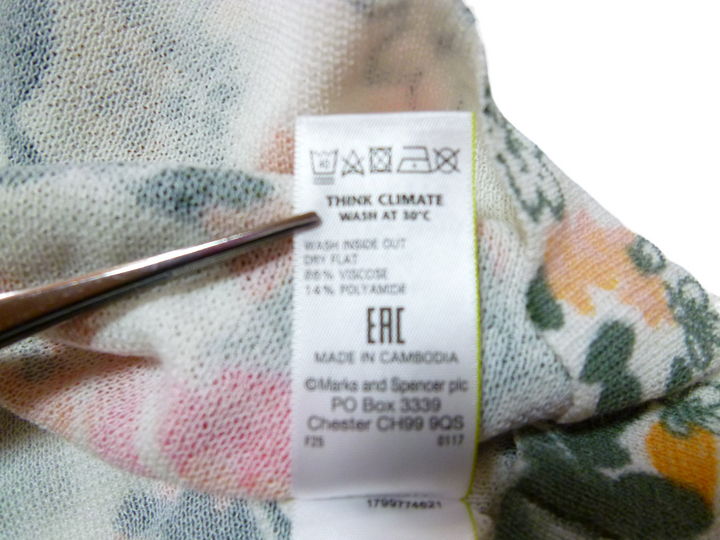 40
THINK CLIMATE
WASH AT 30°C
WASH INSIDE OUT
DRY FLAT
86% VISCOSE
14% POLYAMIDE
EAC
MADE IN CAMBODIA
©Marks and Spencer plc
PO Box 3339
Chester CH99 9QS
F25 0117
1799774621